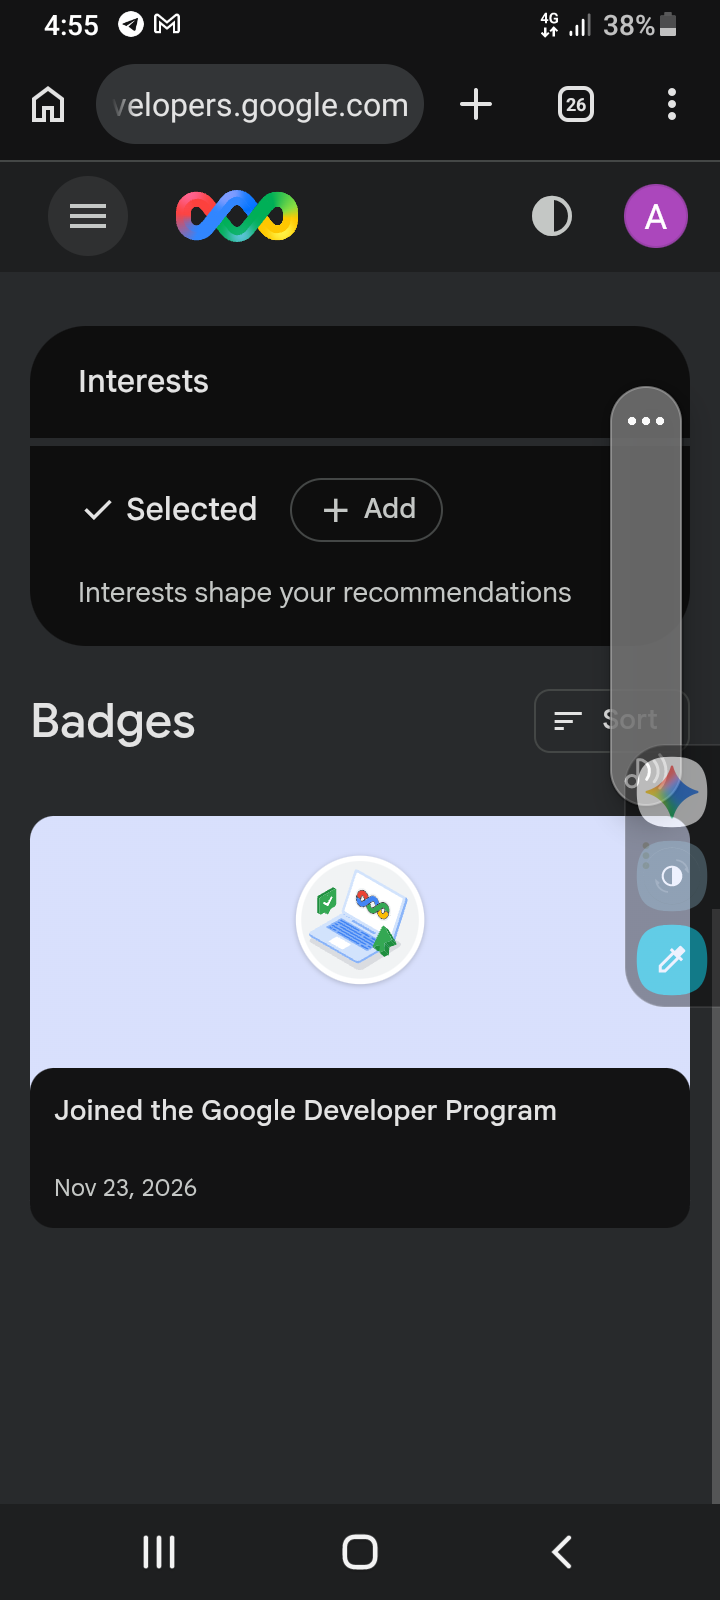 4:55
4G
38%
velopers.google.com
26
A
Interests
Selected
Add
Interests shape your recommendations
Badges
Sort
Joined the Google Developer Program
Nov 23, 2026